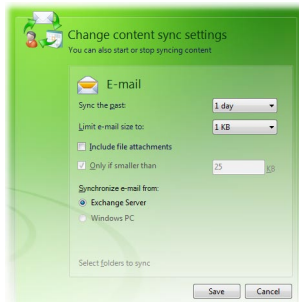 Change content sync settings
You can also start or stop syncing content
E-mail
Sync the past: 1 day
Limit e-mail size to: 1 KB
Include file attachments
Only if smaller than 25 KB
Synchronize e-mail from:
Exchange Server
Windows PC
Select folders to sync
Save Cancel